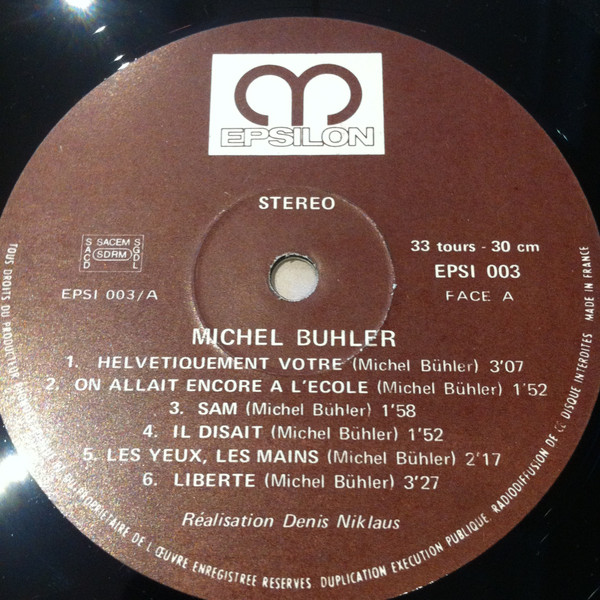 EPSILON
STEREO
SACEM
SACD
SDRM
SGDL
33 tours - 30 cm
EPSI 003
EPSI 003/A
FACE A
MICHEL BUHLER
1. HELVETIQUEMENT VOTRE (Michel Bühler) 3'07
2. ON ALLAIT ENCORE A L'ECOLE (Michel Bühler) 1'52
3. SAM (Michel Bühler) 1'58
4. IL DISAIT (Michel Bühler) 1'52
5. LES YEUX, LES MAINS (Michel Bühler) 2'17
6. LIBERTE (Michel Bühler) 3'27
Réalisation Denis Niklaus
TOUS DROITS DU PRODUCTEUR DU PROPRIETAIRE DE L'ŒUVRE ENREGISTREE RESERVES. DUPLICATION EXECUTION PUBLIQUE, RADIODIFFUSION DE CE DISQUE INTERDITES MADE IN FRANCE